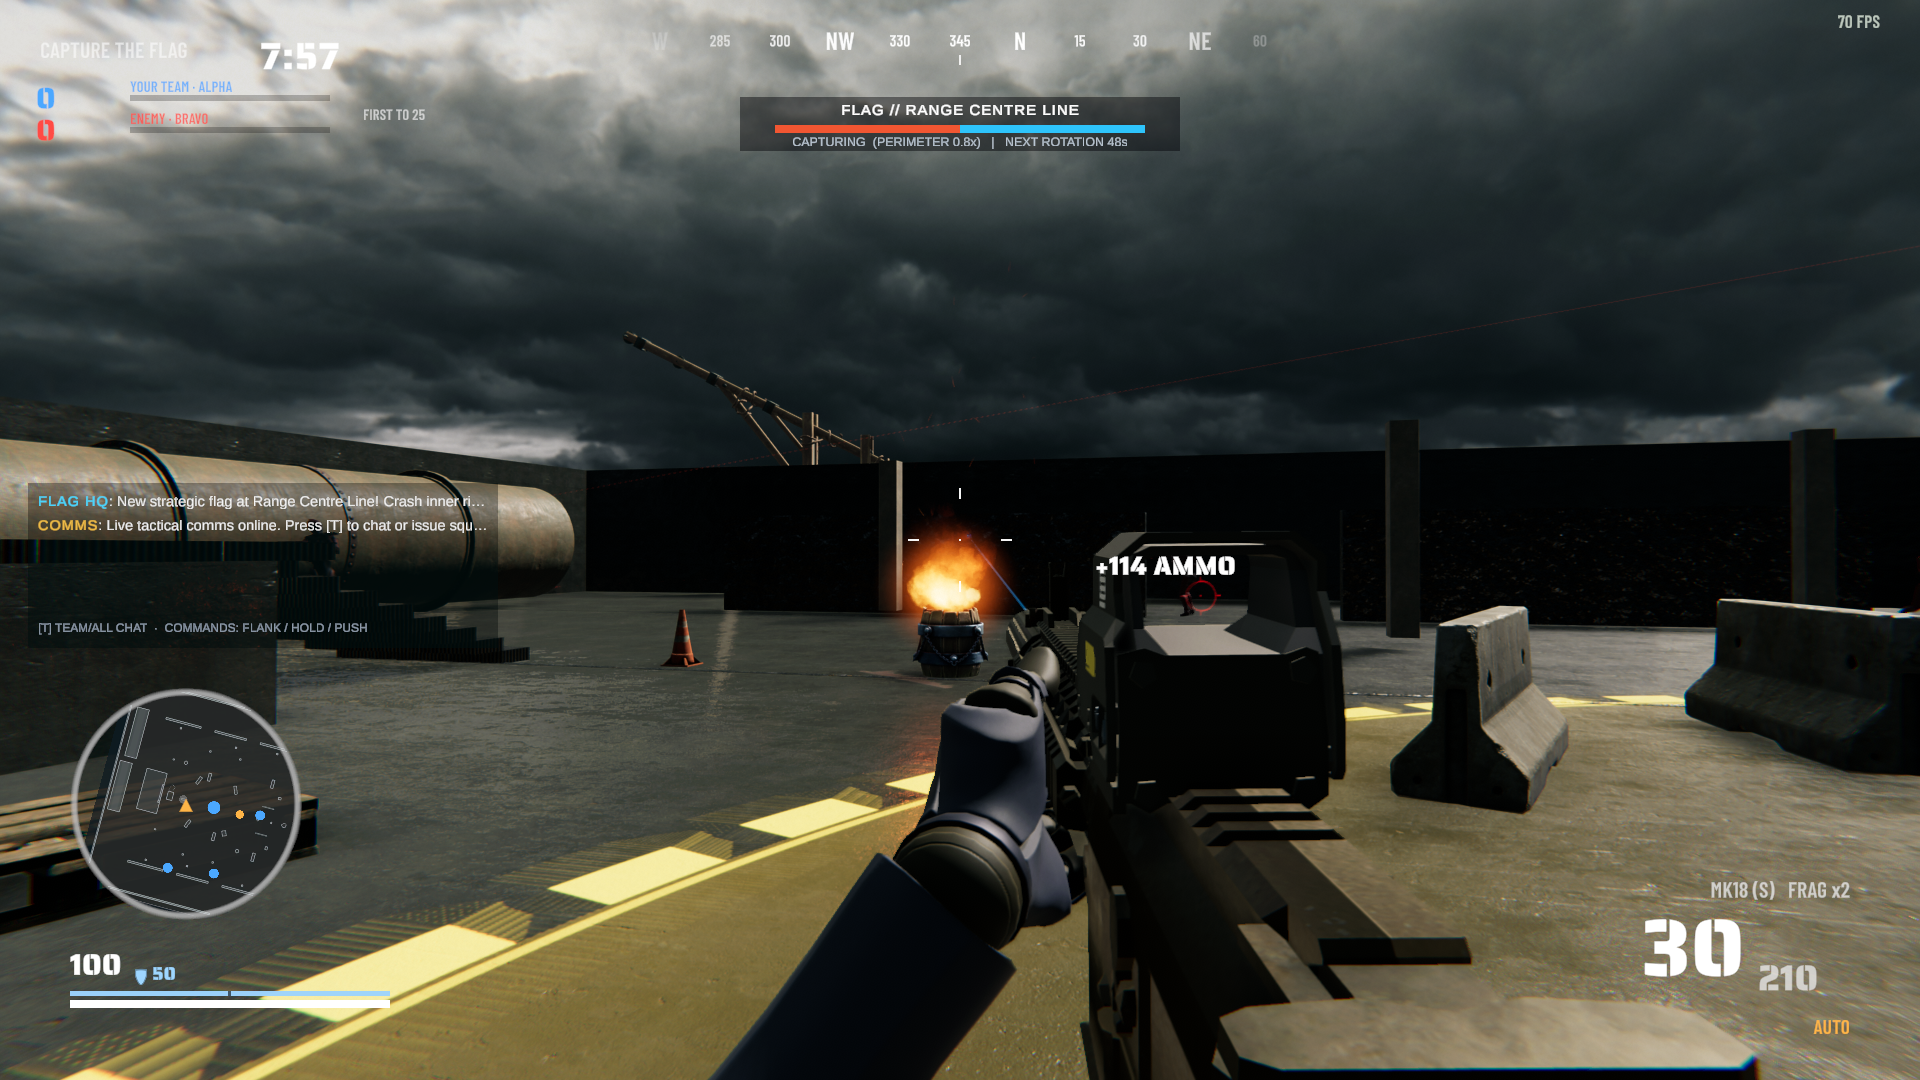 70 FPS
W 285 300 NW 330 345 N 15 30 NE 60
CAPTURE THE FLAG 7:57
0 YOUR TEAM · ALPHA
0 ENEMY · BRAVO
FIRST TO 25
FLAG // RANGE CENTRE LINE
CAPTURING (PERIMETER 0.8x) | NEXT ROTATION 48s
FLAG HQ: New strategic flag at Range Centre Line! Crash inner ri...
COMMS: Live tactical comms online. Press [T] to chat or issue squ...
+114 AMMO
[T] TEAM/ALL CHAT · COMMANDS: FLANK / HOLD / PUSH
MK18 (S) FRAG x2
30 210
100 50
AUTO